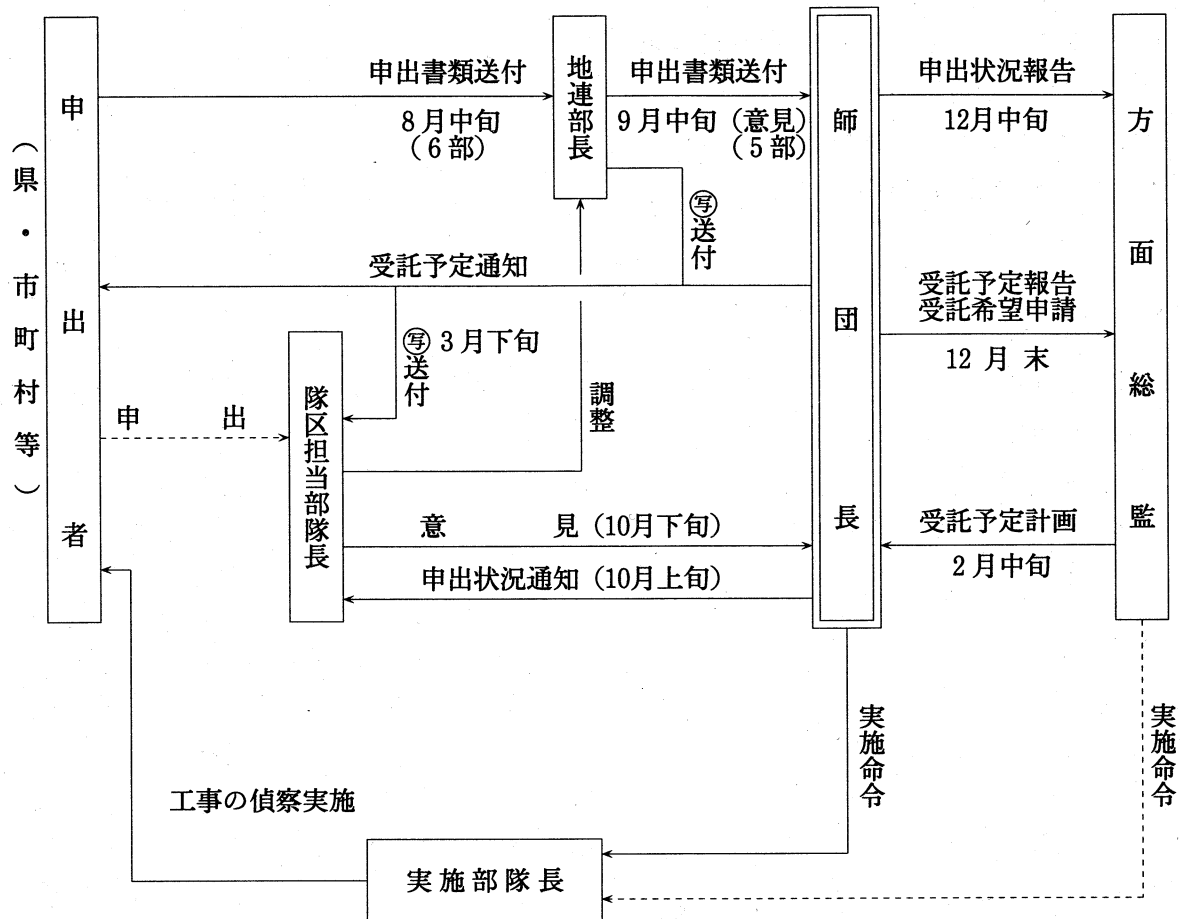 (県・市町村等)
申出者
申出書類送付
8月中旬
(6部)
地連部長
申出書類送付
9月中旬(意見)
(5部)
師団長
申出状況報告
12月中旬
方面総監
㊢送付
受託予定通知
㊢送付
3月下旬
受託予定報告
受託希望申請
12月末
申出
隊区担当部隊長
調整
意見(10月下旬)
申出状況通知(10月上旬)
受託予定計画
2月中旬
実施命令
実施命令
工事の偵察実施
実施部隊長